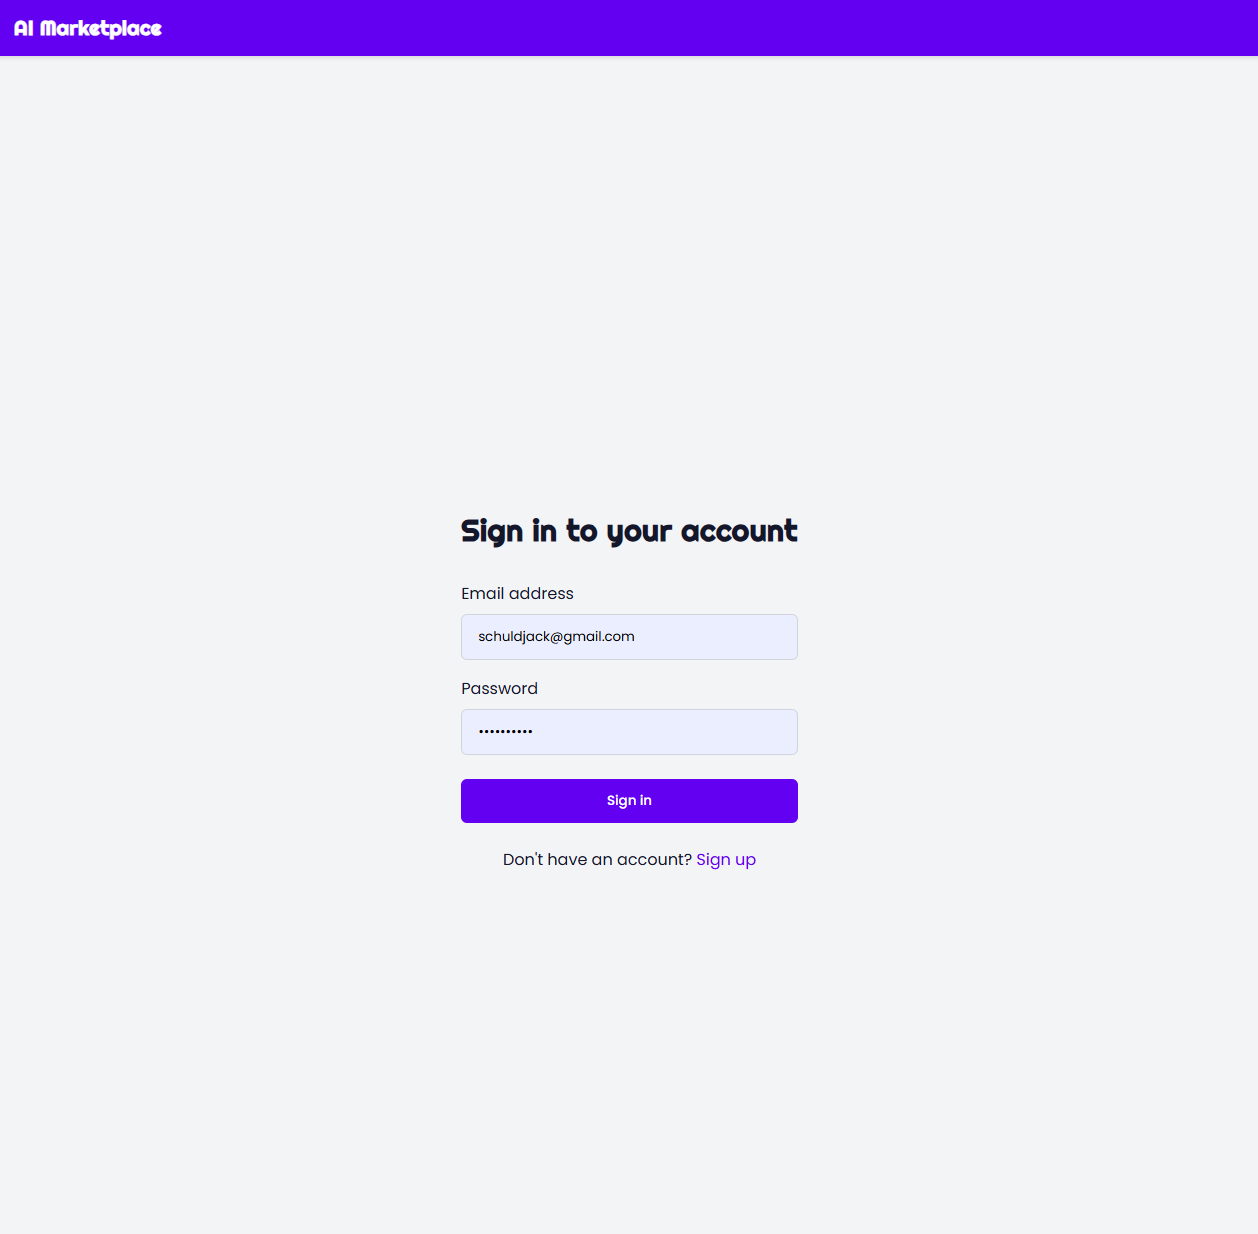 AI Marketplace
Sign in to your account
Email address
schuldjack@gmail.com
Password
••••••••••
Sign in
Don't have an account? Sign up